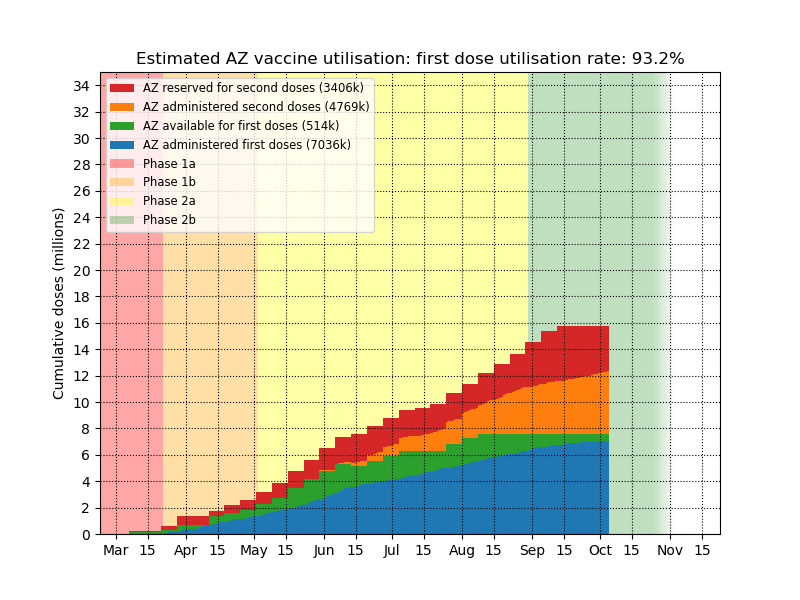 Estimated AZ vaccine utilisation: first dose utilisation rate: 93.2%
AZ reserved for second doses (3406k)
AZ administered second doses (4769k)
AZ available for first doses (514k)
AZ administered first doses (7036k)
Phase 1a
Phase 1b
Phase 2a
Phase 2b
Cumulative doses (millions)
34
32
30
28
26
24
22
20
18
16
14
12
10
8
6
4
2
0
Mar 15 Apr 15 May 15 Jun 15 Jul 15 Aug 15 Sep 15 Oct 15 Nov 15